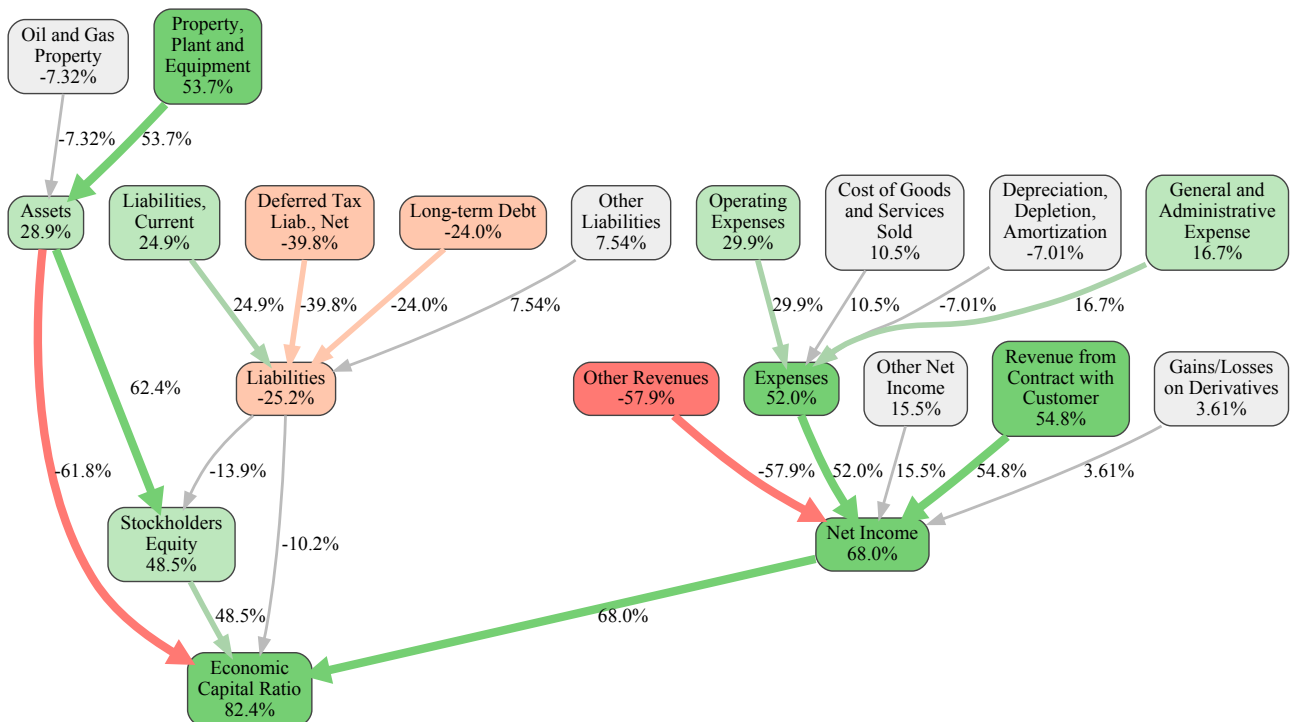 Oil and Gas
Property
-7.32%
Property,
Plant and
Equipment
53.7%
-7.32%
53.7%
Assets
28.9%
Liabilities,
Current
24.9%
Deferred Tax
Liab., Net
-39.8%
Long-term Debt
-24.0%
Other
Liabilities
7.54%
Operating
Expenses
29.9%
Cost of Goods
and Services
Sold
10.5%
Depreciation,
Depletion,
Amortization
-7.01%
General and
Administrative
Expense
16.7%
24.9%
-39.8%
-24.0%
7.54%
29.9%
10.5%
-7.01%
16.7%
Liabilities
-25.2%
Other Revenues
-57.9%
Expenses
52.0%
Other Net
Income
15.5%
Revenue from
Contract with
Customer
54.8%
Gains/Losses
on Derivatives
3.61%
62.4%
-61.8%
-13.9%
-57.9%
52.0%
15.5%
54.8%
3.61%
Stockholders
Equity
48.5%
-10.2%
Net Income
68.0%
48.5%
68.0%
Economic
Capital Ratio
82.4%